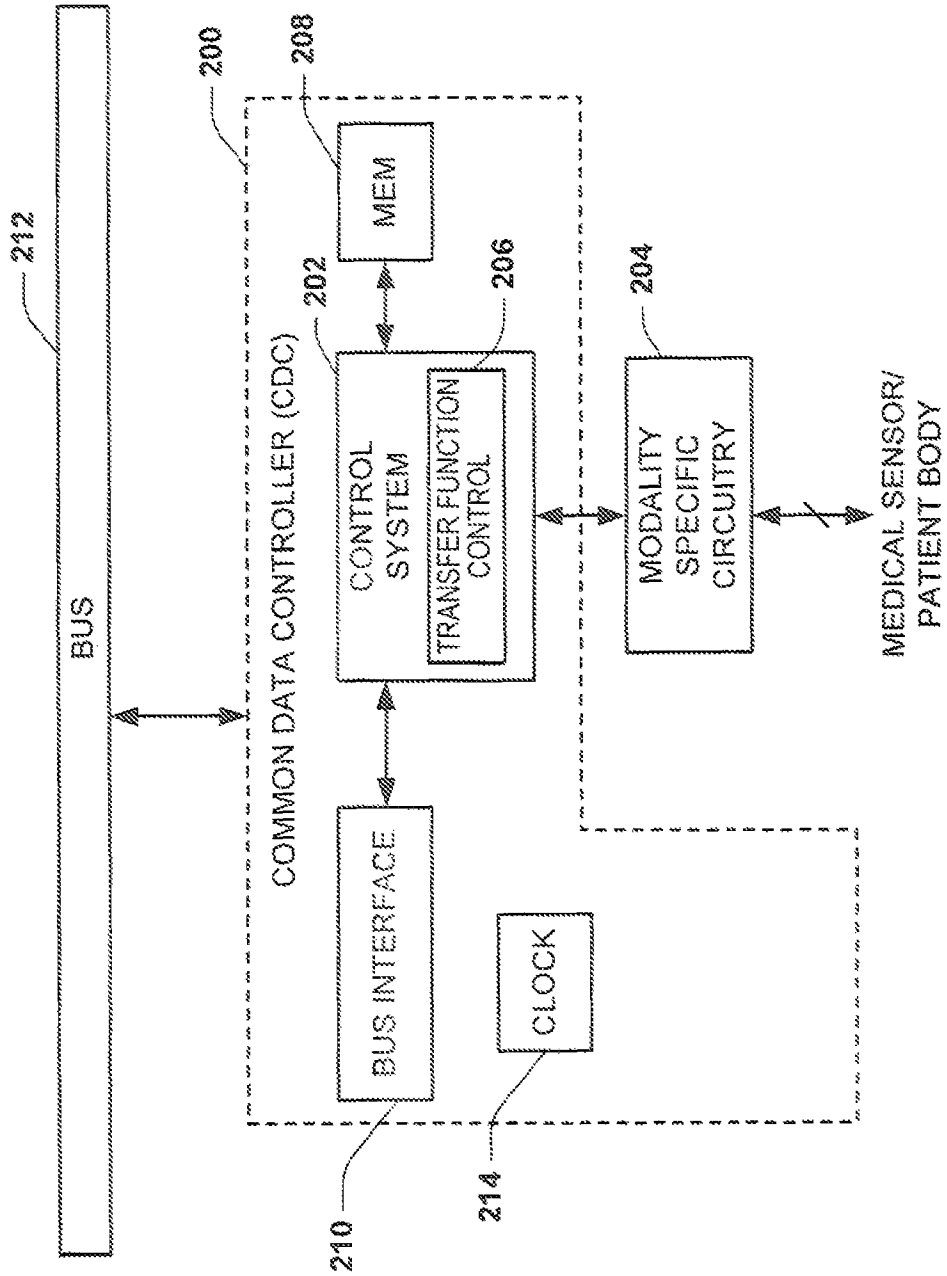 212
BUS
200
COMMON DATA CONTROLLER (CDC)
208
MEM
202
CONTROL
SYSTEM
206
TRANSFER FUNCTION
CONTROL
BUS INTERFACE
210
CLOCK
214
204
MODALITY
SPECIFIC
CIRCUITRY
MEDICAL SENSOR/
PATIENT BODY